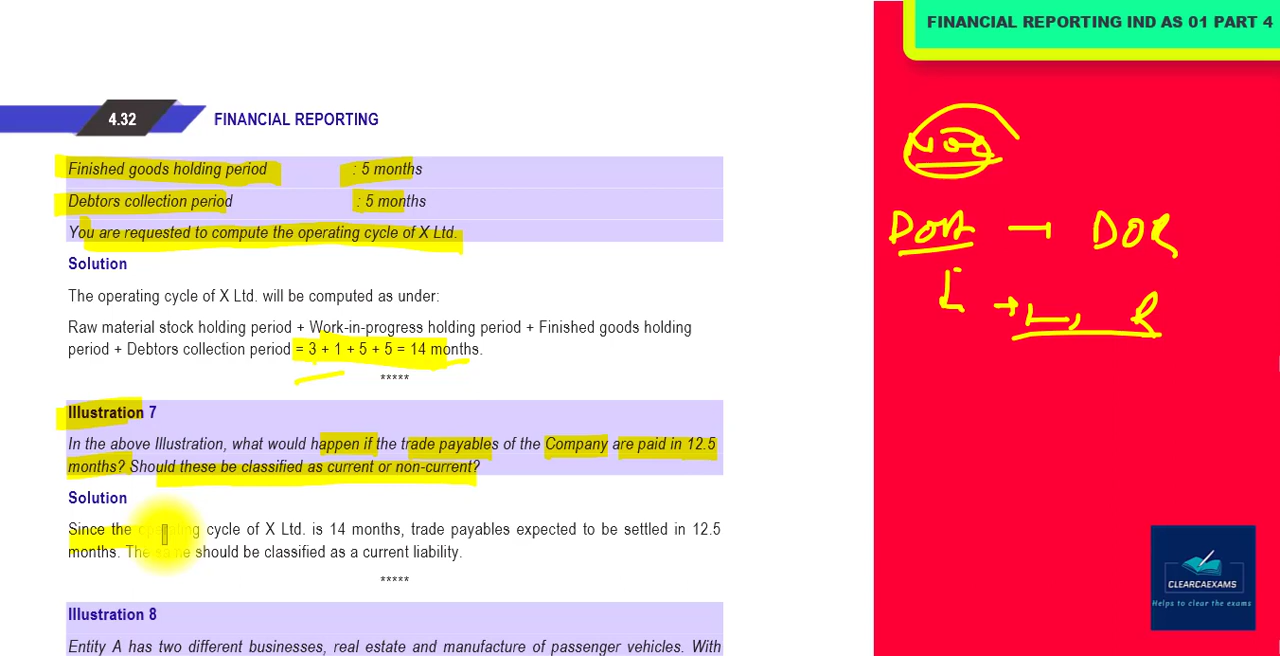 FINANCIAL REPORTING IND AS 01 PART 4
4.32 FINANCIAL REPORTING
Finished goods holding period : 5 months
Debtors collection period : 5 months
You are requested to compute the operating cycle of X Ltd.
Solution
The operating cycle of X Ltd. will be computed as under:
Raw material stock holding period + Work-in-progress holding period + Finished goods holding
period + Debtors collection period = 3 + 1 + 5 + 5 = 14 months.
*****
Illustration 7
In the above Illustration, what would happen if the trade payables of the Company are paid in 12.5
months? Should these be classified as current or non-current?
Solution
Since the operating cycle of X Ltd. is 14 months, trade payables expected to be settled in 12.5
months. The same should be classified as a current liability.
*****
Illustration 8
Entity A has two different businesses, real estate and manufacture of passenger vehicles. With
NOC
DOA → DOR
CLEARCAEXAMS
Helps to clear the exams